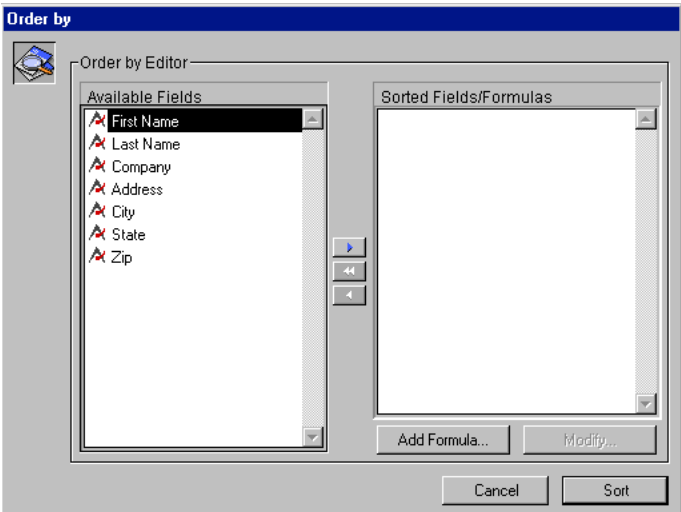 Order by
Order by Editor
Available Fields
First Name
Last Name
Company
Address
City
State
Zip
Sorted Fields/Formulas
Add Formula...
Modify...
Cancel
Sort